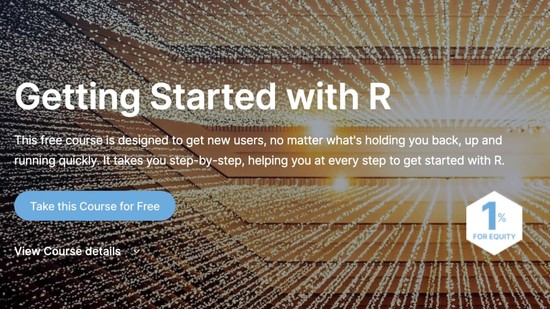 Getting Started with R
This free course is designed to get new users, no matter what's holding you back, up and
running quickly. It takes you step-by-step, helping you at every step to get started with R.
Take this Course for Free
View Course details
1%
FOR EQUITY